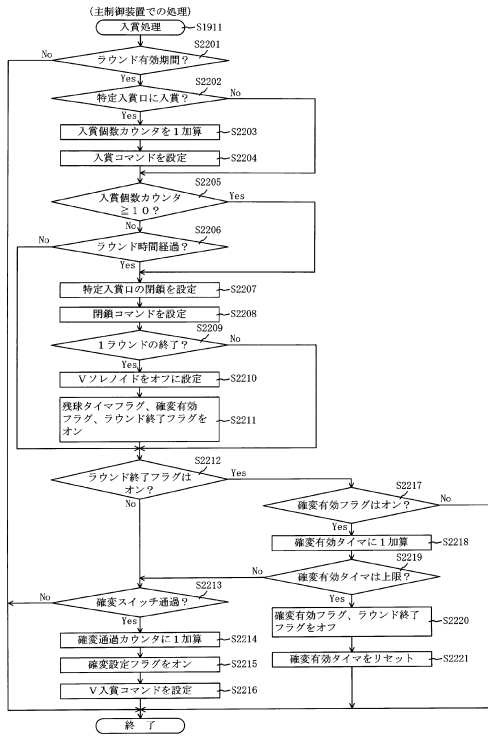 (主制御装置での処理)
入賞処理
S1911
S2201
ラウンド有効期間?
No
Yes
S2202
特定入賞口に入賞?
No
Yes
入賞個数カウンタを1加算
S2203
入賞コマンドを設定
S2204
S2205
入賞個数カウンタ
≧10?
Yes
No
S2206
ラウンド時間経過?
No
Yes
特定入賞口の閉鎖を設定
S2207
閉鎖コマンドを設定
S2208
S2209
1ラウンドの終了?
No
Yes
Vソレノイドをオフに設定
S2210
残球タイマフラグ、確変有効
フラグ、ラウンド終了フラグを
オン
S2211
S2212
ラウンド終了フラグは
オン?
Yes
No
S2217
確変有効フラグはオン?
No
Yes
確変有効タイマに1加算
S2218
S2219
確変有効タイマは上限?
No
Yes
S2213
確変スイッチ通過?
No
Yes
確変有効フラグ、ラウンド終了
フラグをオフ
S2220
確変通過カウンタに1加算
S2214
確変設定フラグをオン
S2215
確変有効タイマをリセット
S2221
V入賞コマンドを設定
S2216
終 了